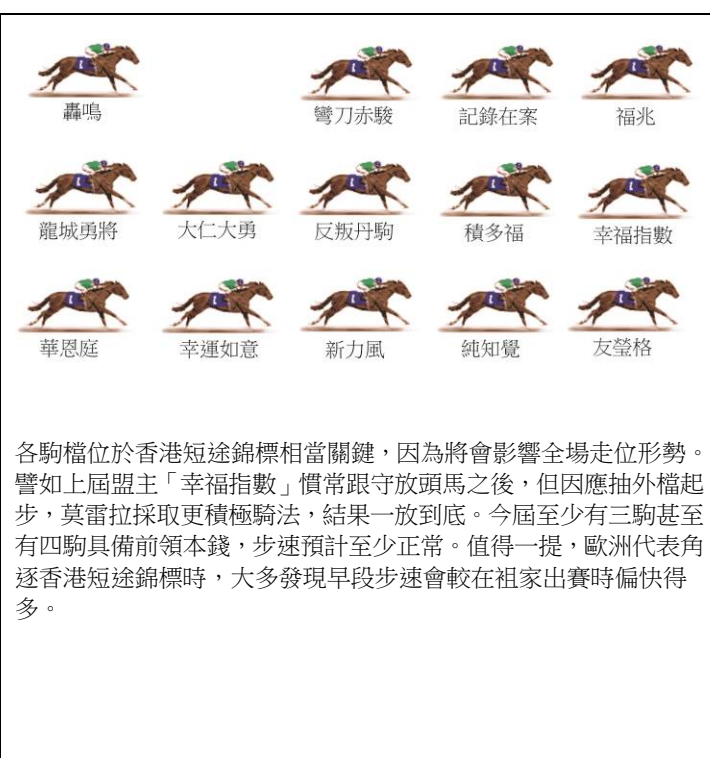 轟鳴 彎刀赤駿 記錄在案 福兆
龍城勇將 大仁大勇 反叛丹駒 積多福 幸福指數
華恩庭 幸運如意 新力風 純知覺 友瑩格
各駒檔位於香港短途錦標相當關鍵，因為將會影響全場走位形勢。
譬如上屆盟主「幸福指數」慣常跟守放頭馬之後，但因應抽外檔起
步，莫雷拉採取更積極騎法，結果一放到底。今屆至少有三駒甚至
有四駒具備前領本錢，步速預計至少正常。值得一提，歐洲代表角
逐香港短途錦標時，大多發現早段步速會較在祖家出賽時偏快得
多。